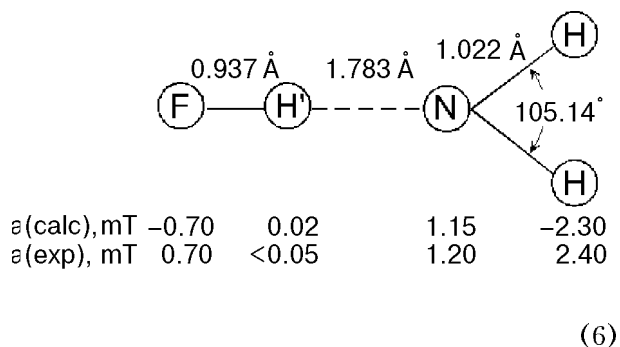 H
1.022 Å
0.937 Å 1.783 Å
F H' N 105.14°
H
a(calc), mT −0.70 0.02 1.15 −2.30
a(exp), mT 0.70 <0.05 1.20 2.40
(6)